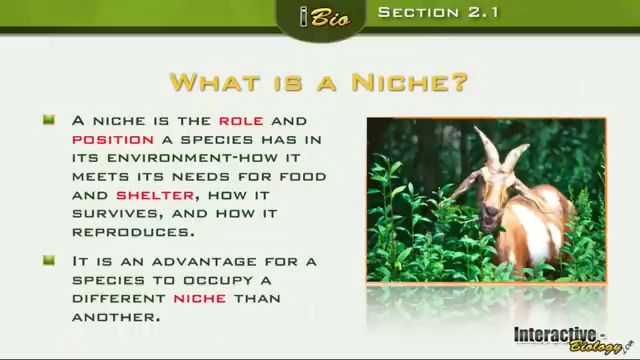 iBio
Section 2.1
What is a Niche?
A niche is the role and
position a species has in
its environment-how it
meets its needs for food
and shelter, how it
survives, and how it
reproduces.
It is an advantage for a
species to occupy a
different niche than
another.
Interactive-
Biology.com